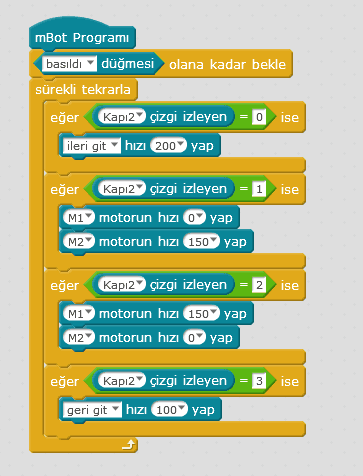 mBot Programı
basıldı düğmesi olana kadar bekle
sürekli tekrarla
eğer Kapı2 çizgi izleyen = 0 ise
ileri git hızı 200 yap
eğer Kapı2 çizgi izleyen = 1 ise
M1 motorun hızı 0 yap
M2 motorun hızı 150 yap
eğer Kapı2 çizgi izleyen = 2 ise
M1 motorun hızı 150 yap
M2 motorun hızı 0 yap
eğer Kapı2 çizgi izleyen = 3 ise
geri git hızı 100 yap